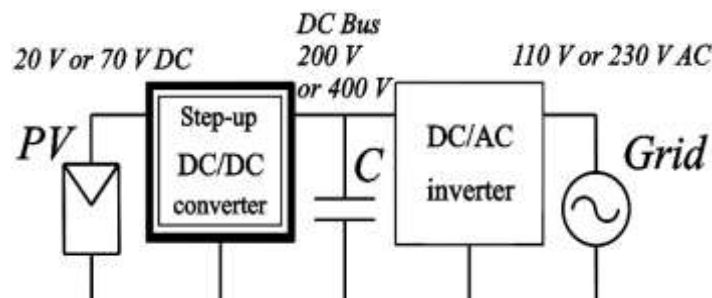 DC Bus
20 V or 70 V DC
200 V
110 V or 230 V AC
or 400 V
PV
Step-up
DC/DC
converter
C
DC/AC
inverter
Grid